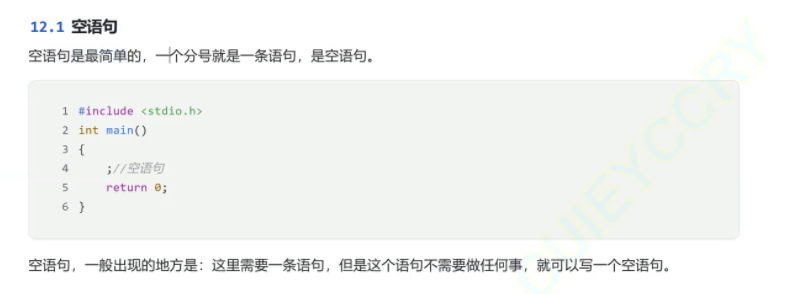 12.1 空语句
空语句是最简单的，一个分号就是一条语句，是空语句。
1 #include <stdio.h>
2 int main()
3 {
4     ;//空语句
5     return 0;
6 }
空语句，一般出现的地方是：这里需要一条语句，但是这个语句不需要做任何事，就可以写一个空语句。
CUIEYCCRY